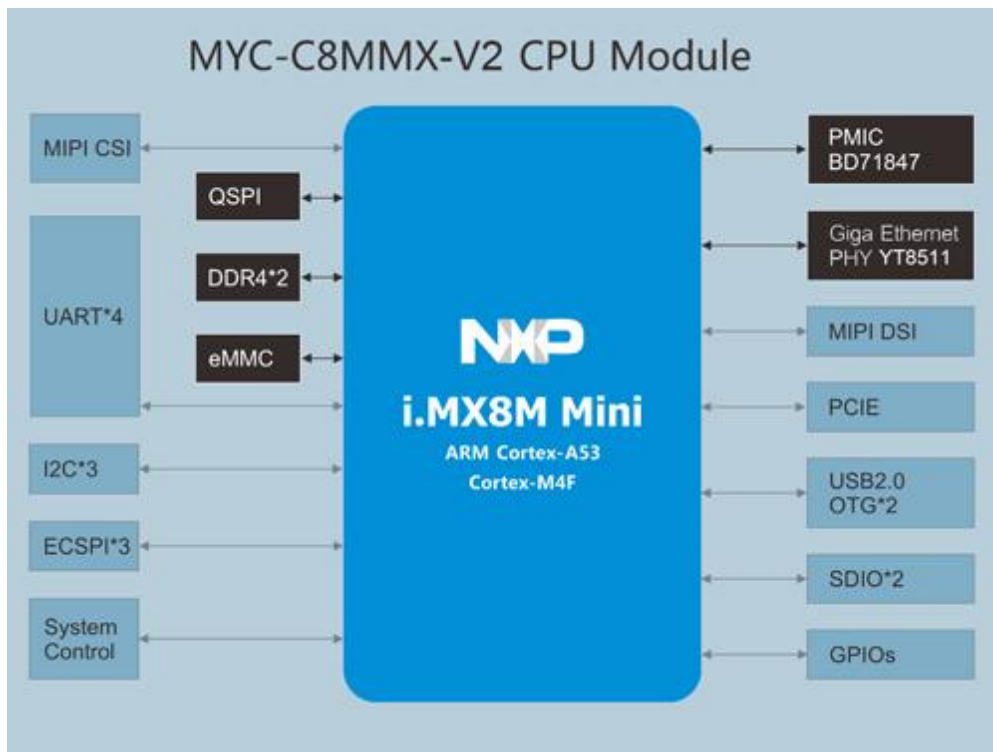 MYC-C8MMX-V2 CPU Module
MIPI CSI
QSPI
DDR4*2
UART*4
eMMC
I2C*3
ECSPI*3
System
Control
NXP
i.MX8M Mini
ARM Cortex-A53
Cortex-M4F
PMIC
BD71847
Giga Ethernet
PHY YT8511
MIPI DSI
PCIE
USB2.0
OTG*2
SDIO*2
GPIOs